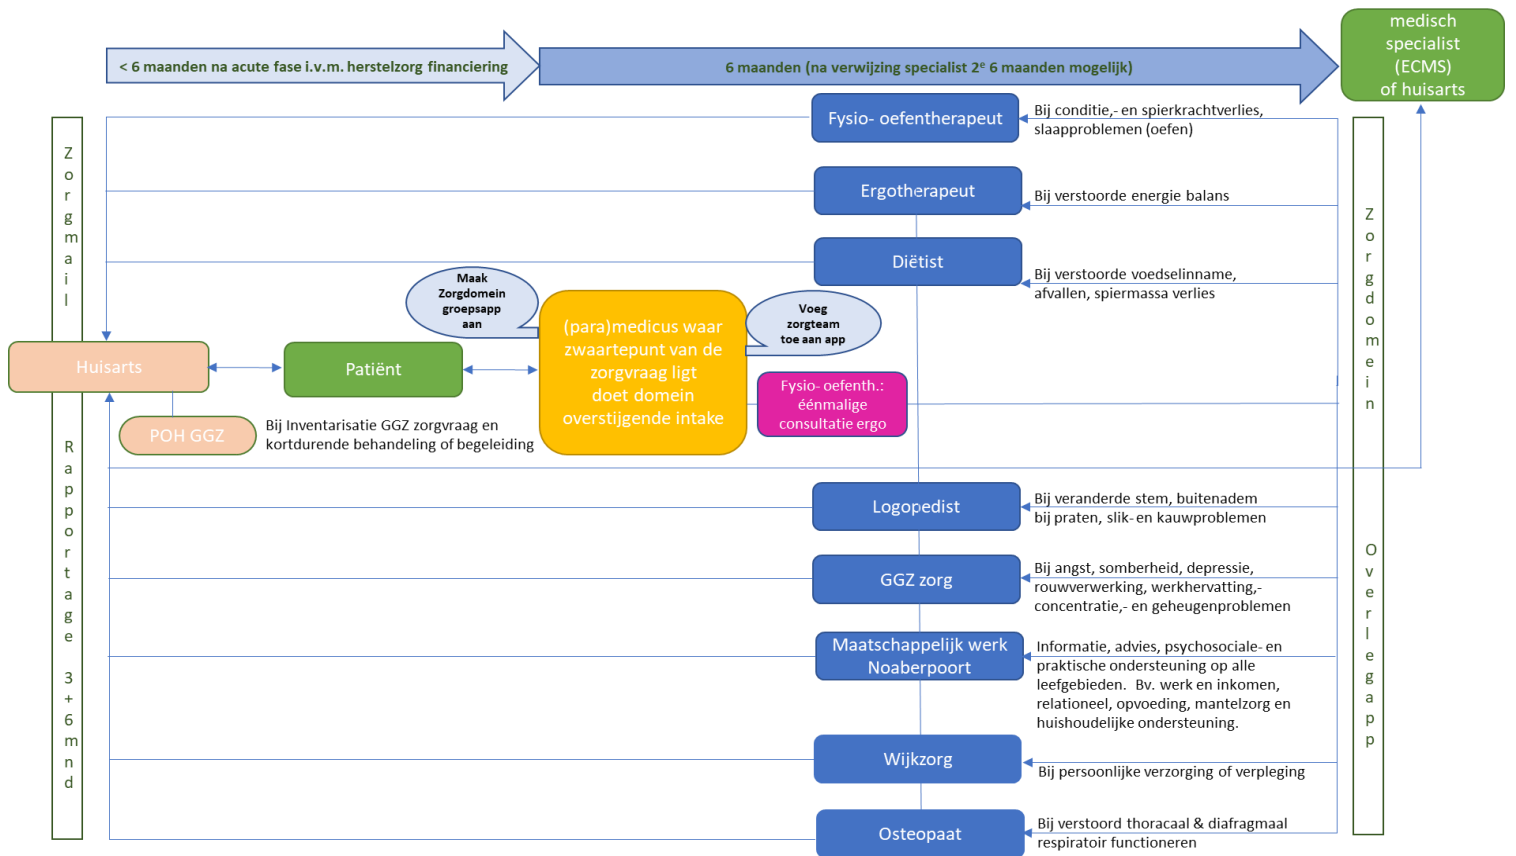 medisch
specialist
(ECMS)
of huisarts
< 6 maanden na acute fase i.v.m. herstelzorg financiering
6 maanden (na verwijzing specialist 2e 6 maanden mogelijk)
Fysio- oefentherapeut
Bij conditie,- en spierkrachtverlies,
slaapproblemen (oefen)
Ergotherapeut
Bij verstoorde energie balans
Diëtist
Bij verstoorde voedselinname,
afvallen, spiermassa verlies
Zorgmail
Zorgdomein
Maak
Zorgdomein
groepsapp
aan
(para)medicus waar
zwaartepunt van de
zorgvraag ligt
doet domein
overstijgende intake
Voeg
zorgteam
toe aan app
Huisarts
Patiënt
Fysio- oefenth.:
éénmalige
consultatie ergo
POH GGZ
Bij Inventarisatie GGZ zorgvraag en
kortdurende behandeling of begeleiding
Rapportage 3+6mnd
Overlegapp
Logopedist
Bij veranderde stem, buitenadem
bij praten, slik- en kauwproblemen
GGZ zorg
Bij angst, somberheid, depressie,
rouwverwerking, werkhervatting,-
concentratie,- en geheugenproblemen
Maatschappelijk werk
Noaberpoort
Informatie, advies, psychosociale- en
praktische ondersteuning op alle
leefgebieden.  Bv. werk en inkomen,
relationeel, opvoeding, mantelzorg en
huishoudelijke ondersteuning.
Wijkzorg
Bij persoonlijke verzorging of verpleging
Osteopaat
Bij verstoord thoracaal & diafragmaal
respiratoir functioneren